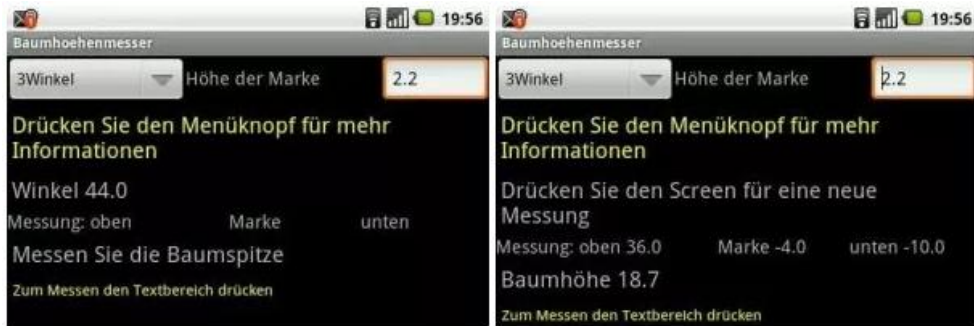 19:56
Baumhoehenmesser
3Winkel Höhe der Marke 2.2
Drücken Sie den Menüknopf für mehr
Informationen
Winkel 44.0
Messung: oben Marke unten
Messen Sie die Baumspitze
Zum Messen den Textbereich drücken
19:56
Baumhoehenmesser
3Winkel Höhe der Marke 2.2
Drücken Sie den Menüknopf für mehr
Informationen
Drücken Sie den Screen für eine neue
Messung
Messung: oben 36.0 Marke -4.0 unten -10.0
Baumhöhe 18.7
Zum Messen den Textbereich drücken